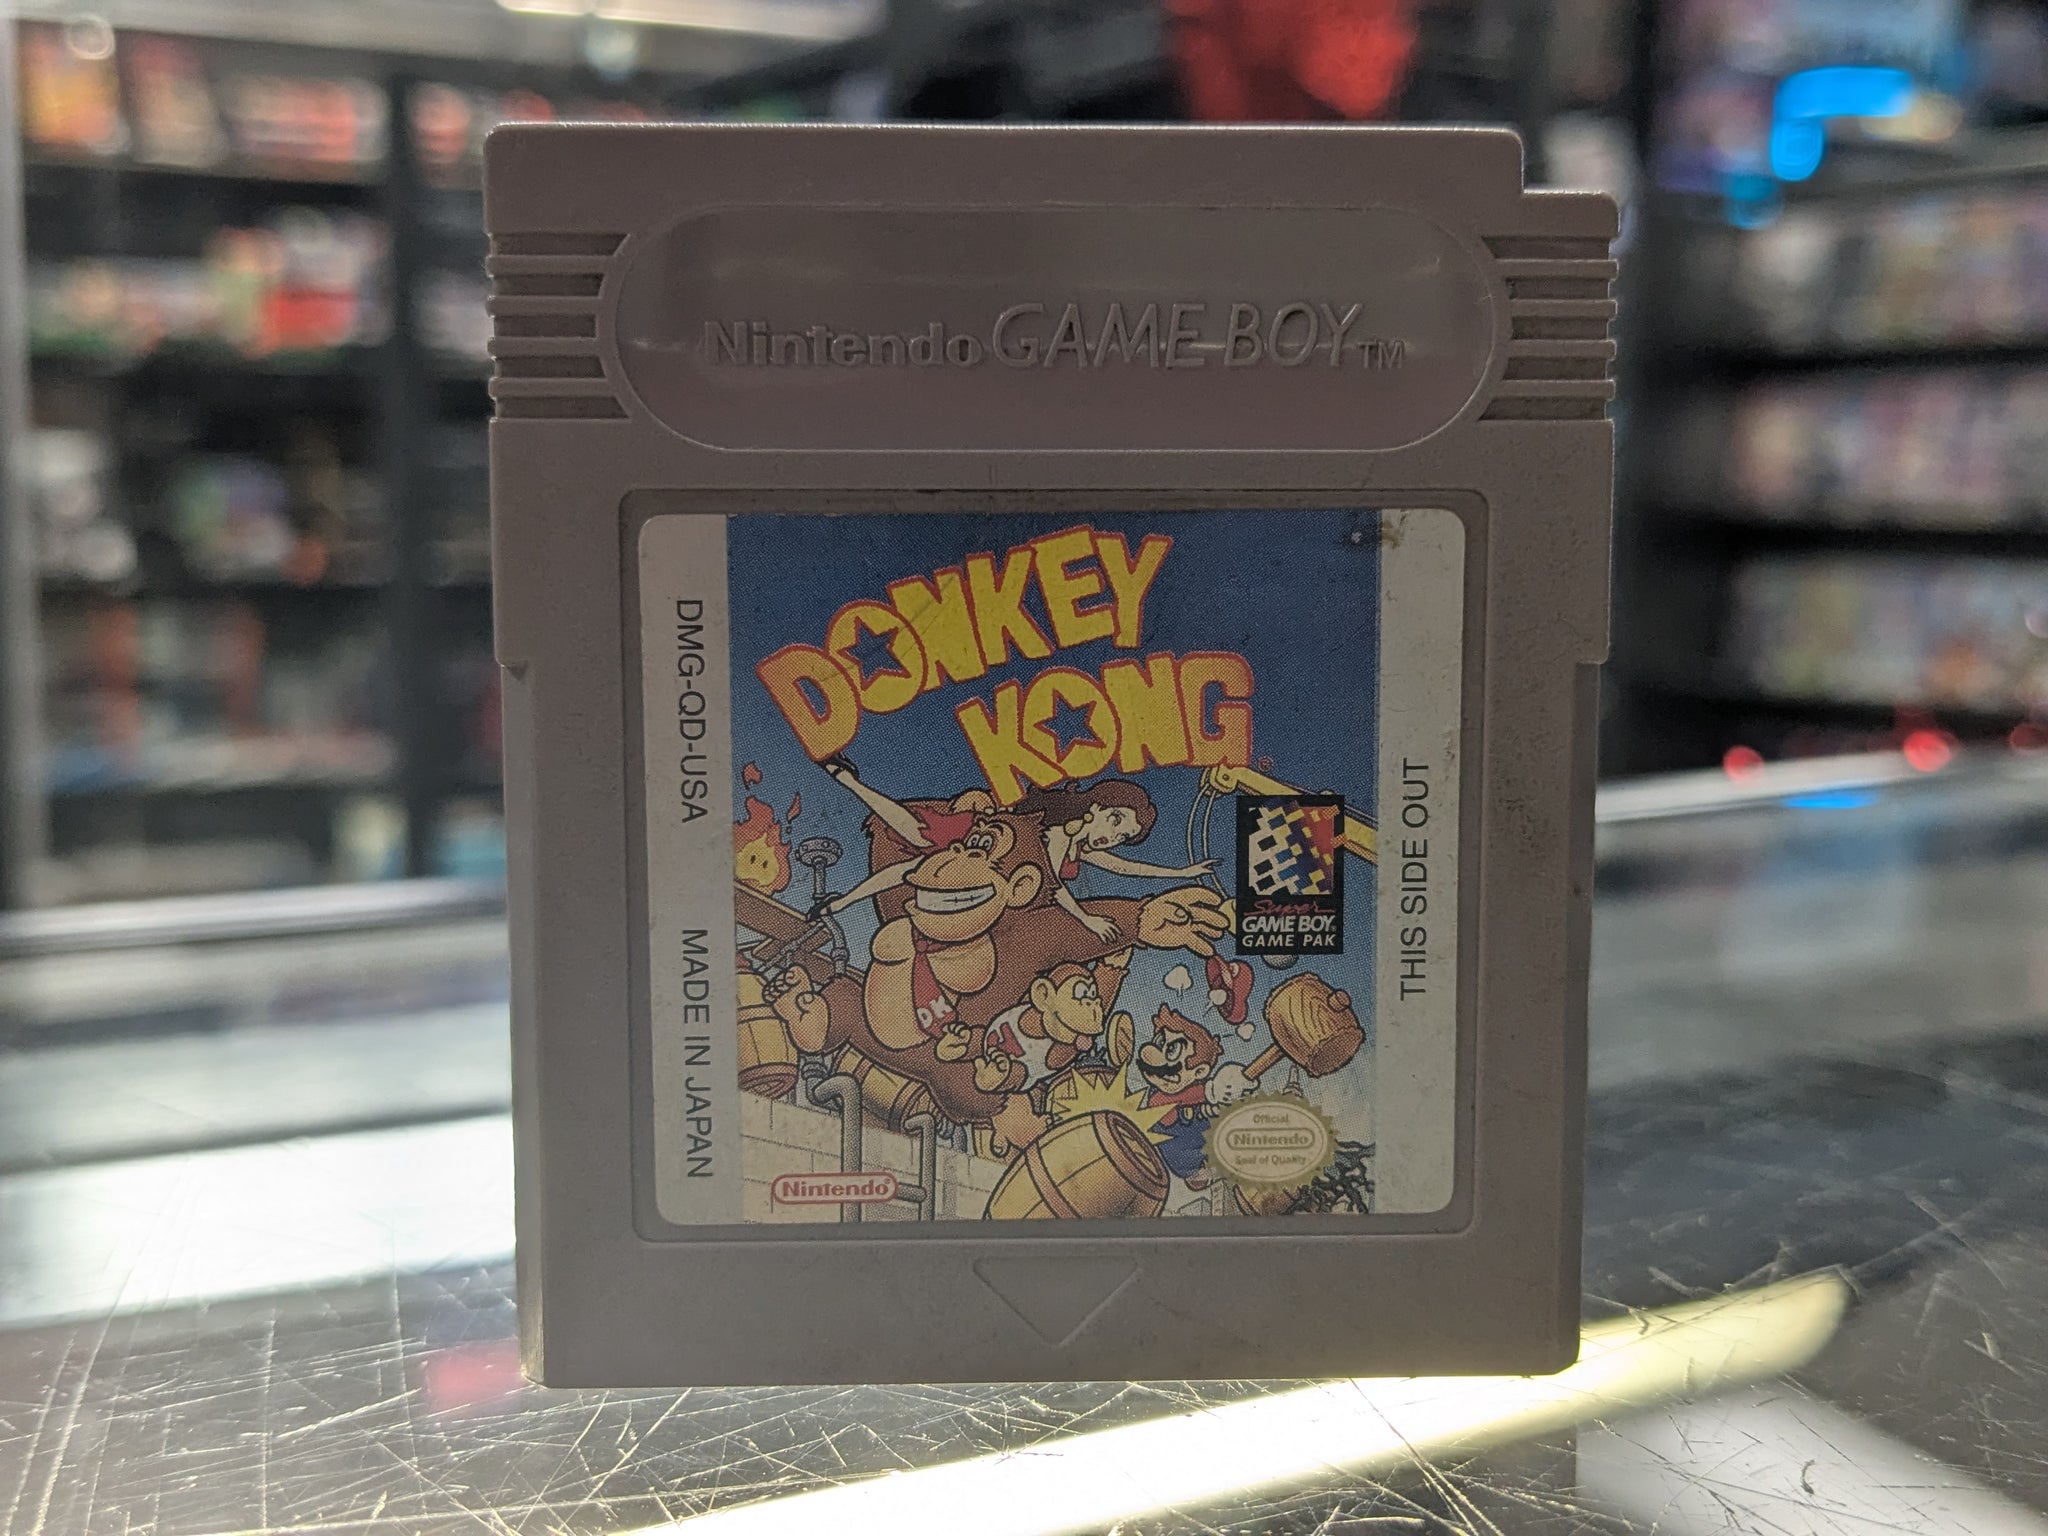 Nintendo GAME BOY TM
DONKEY
KONG
DMG-QD-USA
MADE IN JAPAN
THIS SIDE OUT
Super
GAME BOY®
GAME PAK
DK
J
Official
Nintendo
Seal of Quality
Nintendo®